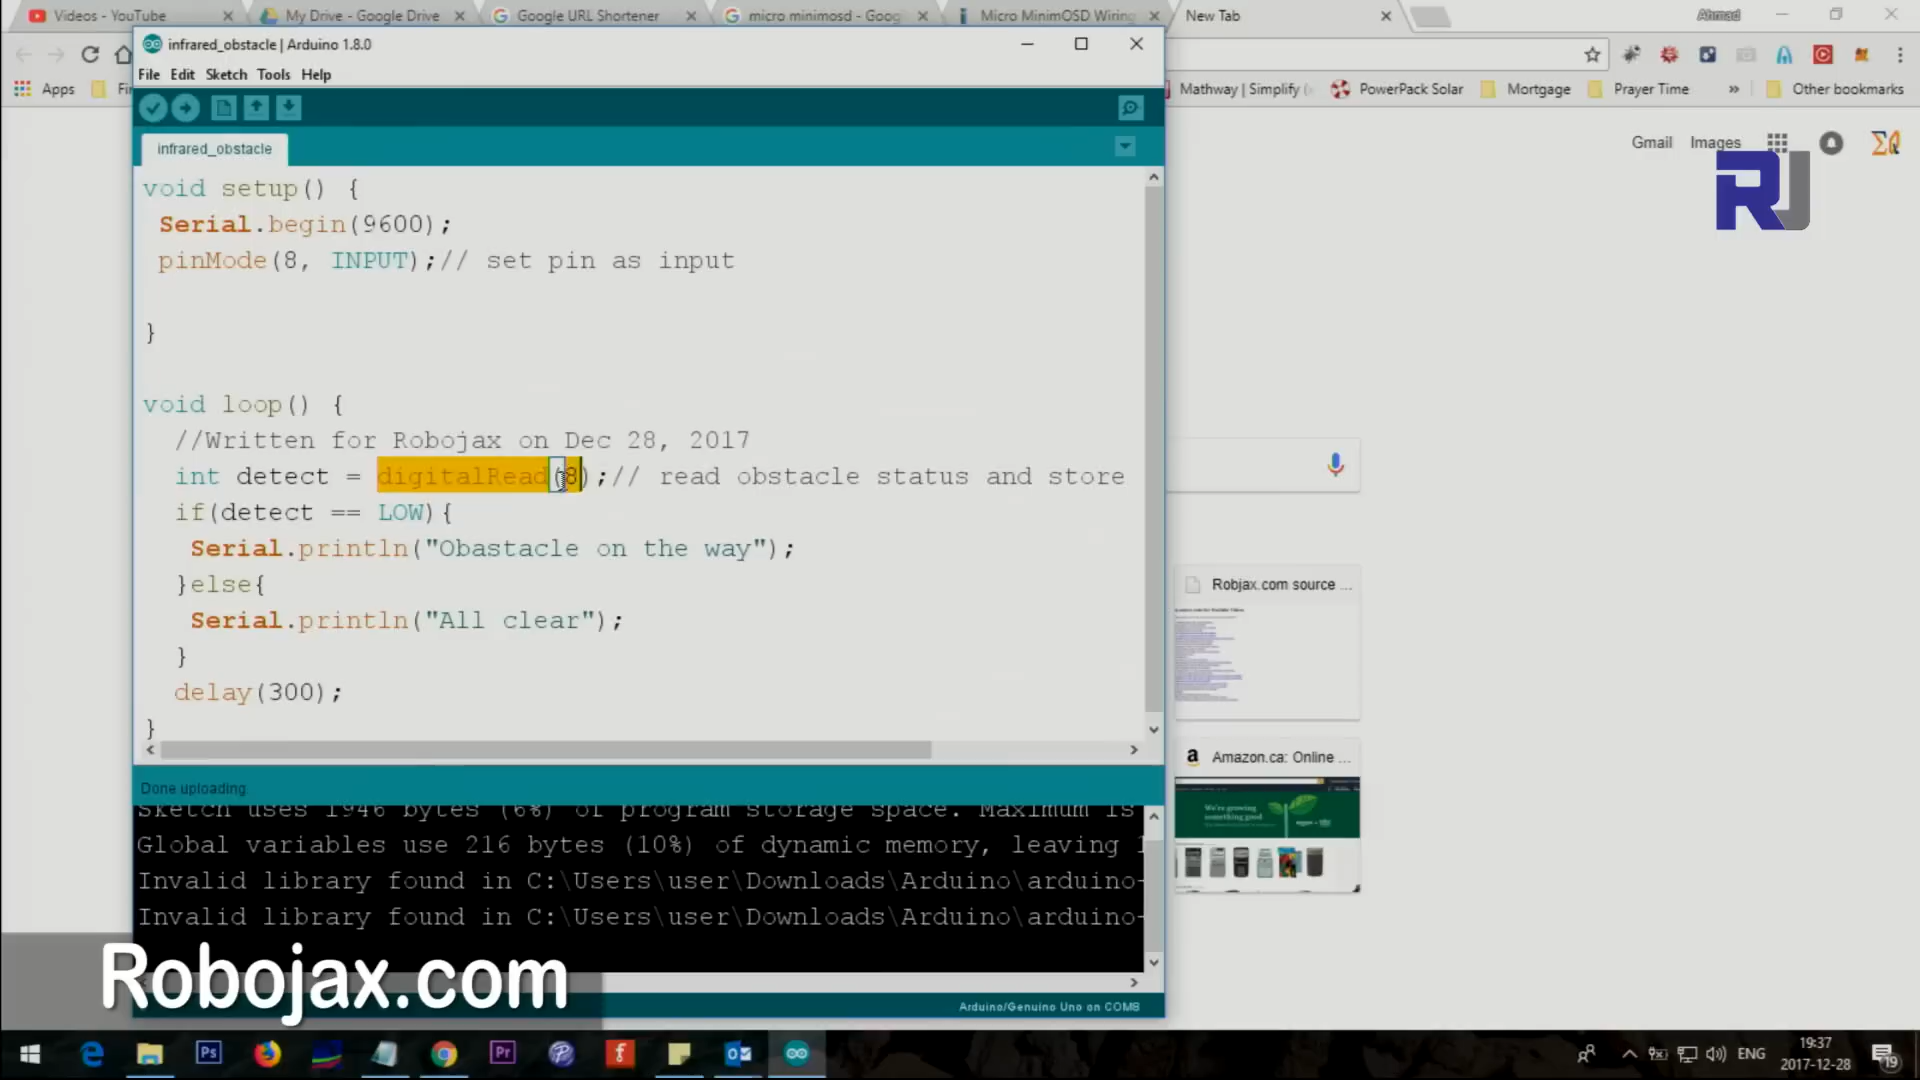 Videos - YouTube
My Drive - Google Drive
Google URL Shortener
micro minimosd - Goog
Micro MinimOSD Wiring
New Tab
Ahmad
infrared_obstacle | Arduino 1.8.0
File Edit Sketch Tools Help
Apps
Mathway | Simplify
PowerPack Solar
Mortgage
Prayer Time
»
Other bookmarks
Gmail
Images
RJ
infrared_obstacle
void setup() {
Serial.begin(9600);
pinMode(8, INPUT);// set pin as input
}
void loop() {
//Written for Robojax on Dec 28, 2017
int detect = digitalRead(8);// read obstacle status and store
if(detect == LOW){
Serial.println("Obastacle on the way");
}else{
Serial.println("All clear");
}
delay(300);
}
Robjax.com source ...
Amazon.ca: Online ...
We're growing
something good
Done uploading.
Sketch uses 1946 bytes (6%) of program storage space. Maximum is
Global variables use 216 bytes (10%) of dynamic memory, leaving 1
Invalid library found in C:\Users\user\Downloads\Arduino\arduino-
Invalid library found in C:\Users\user\Downloads\Arduino\arduino-
Robojax.com
Arduino/Genuino Uno on COM8
Ps
Pr
ENG
19:37
2017-12-28
19